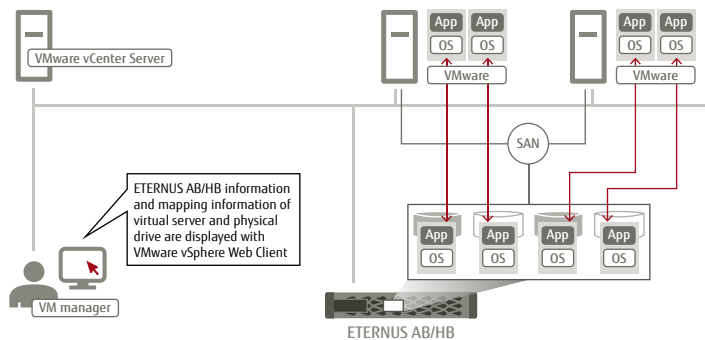 App App
OS OS
VMware
App App
OS OS
VMware
VMware vCenter Server
SAN
ETERNUS AB/HB information
and mapping information of
virtual server and physical
drive are displayed with
VMware vSphere Web Client
App App App App
OS OS OS OS
VM manager
ETERNUS AB/HB